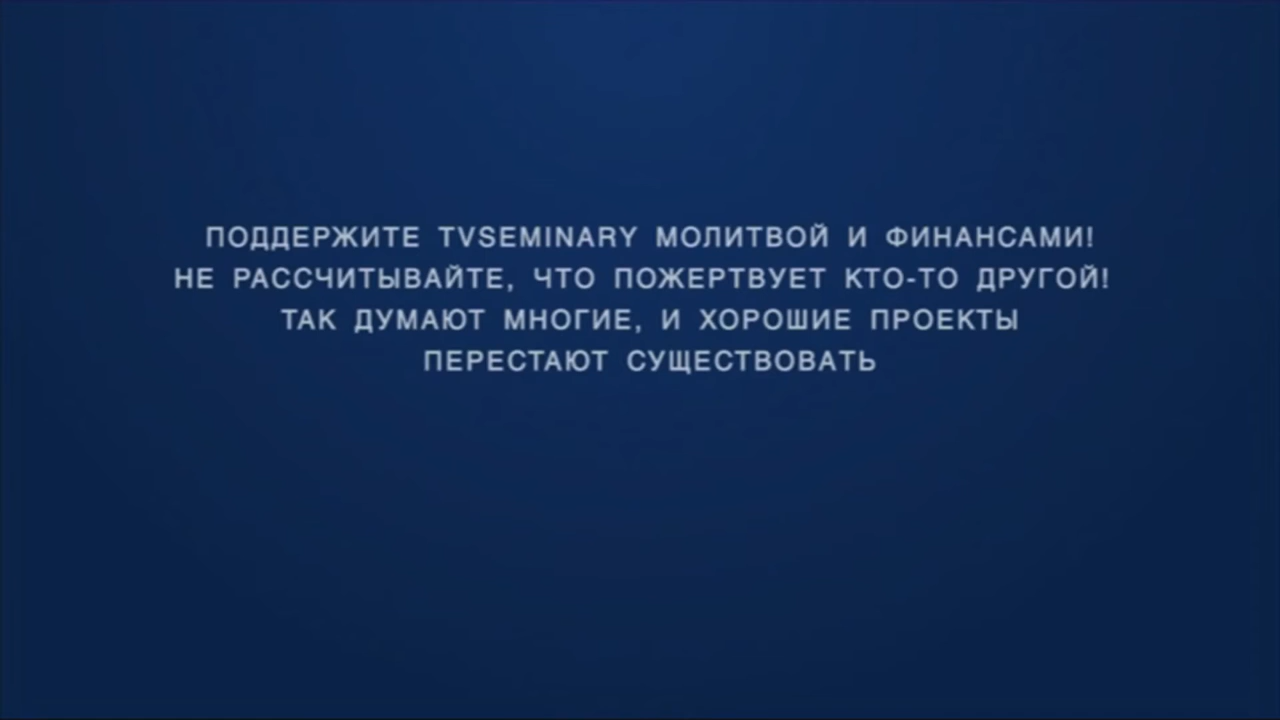 ПОДДЕРЖИТЕ TVSEMINARY МОЛИТВОЙ И ФИНАНСАМИ!
НЕ РАССЧИТЫВАЙТЕ, ЧТО ПОЖЕРТВУЕТ КТО-ТО ДРУГОЙ!
ТАК ДУМАЮТ МНОГИЕ, И ХОРОШИЕ ПРОЕКТЫ
ПЕРЕСТАЮТ СУЩЕСТВОВАТЬ